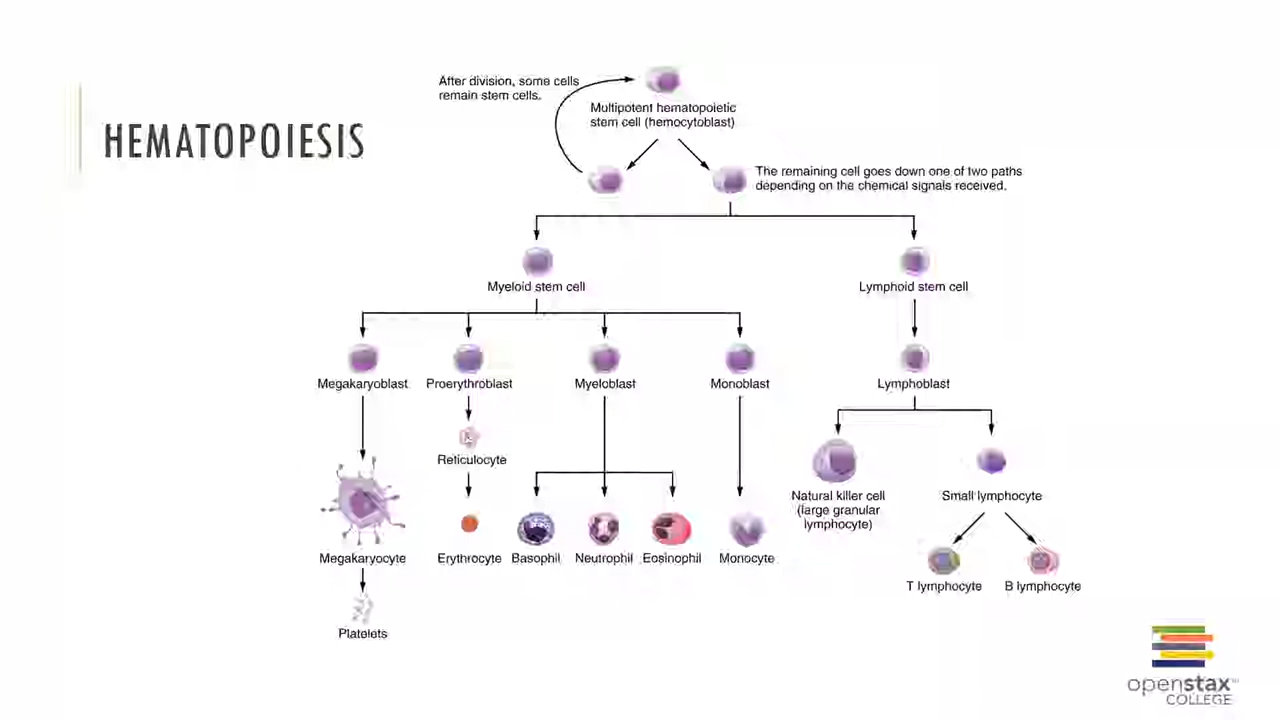 HEMATOPOIESIS
After division, some cells
remain stem cells.
Multipotent hematopoietic
stem cell (hemocytoblast)
The remaining cell goes down one of two paths
depending on the chemical signals received.
Myeloid stem cell
Lymphoid stem cell
Megakaryoblast
Proerythroblast
Myeloblast
Monoblast
Lymphoblast
Reticulocyte
Natural killer cell
(large granular
lymphocyte)
Small lymphocyte
Megakaryocyte
Erythrocyte
Basophil
Neutrophil
Eosinophil
Monocyte
T lymphocyte
B lymphocyte
Platelets
openstax™
COLLEGE